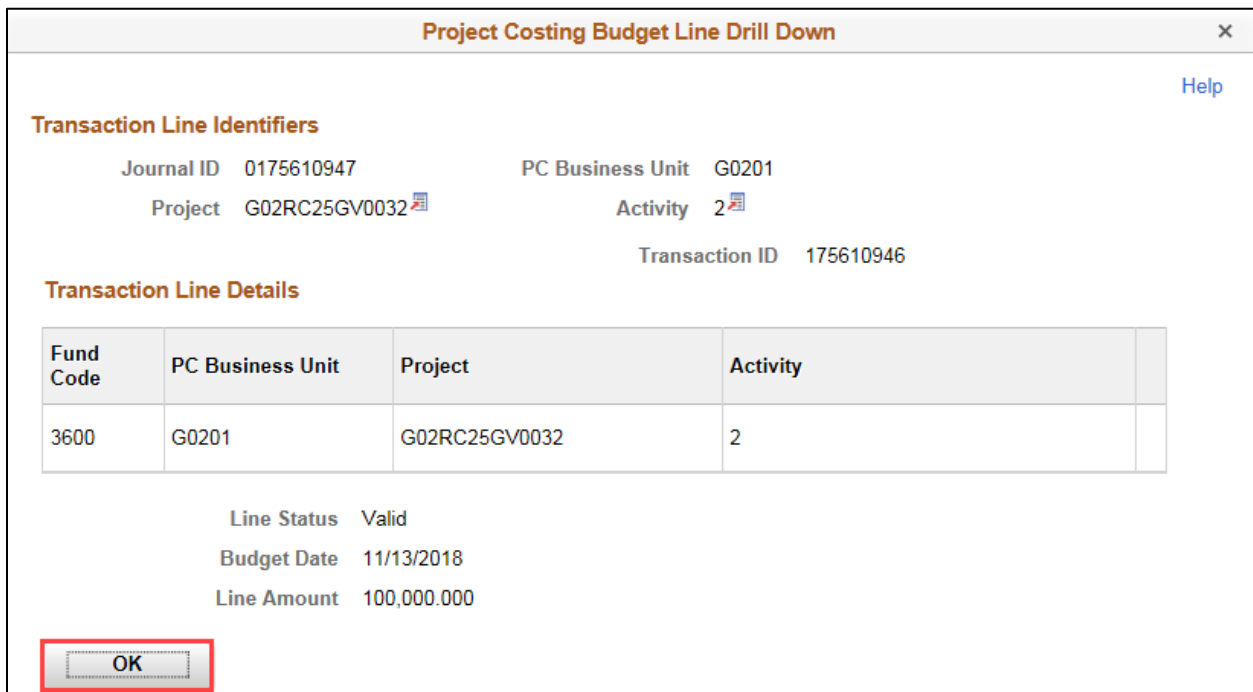 Project Costing Budget Line Drill Down ×
Help
Transaction Line Identifiers
Journal ID 0175610947 PC Business Unit G0201
Project G02RC25GV0032 Activity 2
Transaction ID 175610946
Transaction Line Details
Fund Code PC Business Unit Project Activity
3600 G0201 G02RC25GV0032 2
Line Status Valid
Budget Date 11/13/2018
Line Amount 100,000.000
OK